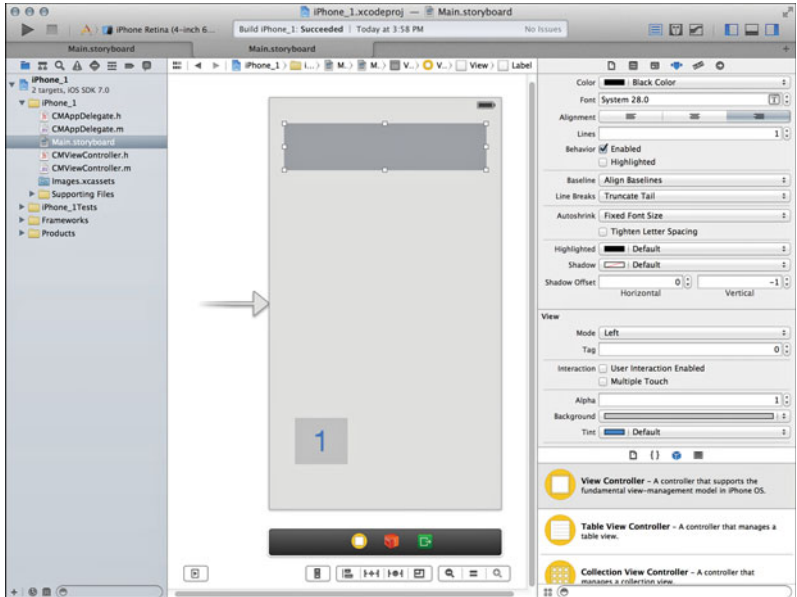 iPhone_1.xcodeproj — Main.storyboard
iPhone Retina (4-inch 6...
Build iPhone_1: Succeeded | Today at 3:58 PM
No Issues
Main.storyboard
Main.storyboard
iPhone_1
2 targets, iOS SDK 7.0
iPhone_1
CMAppDelegate.h
CMAppDelegate.m
Main.storyboard
CMViewController.h
CMViewController.m
Images.xcassets
Supporting Files
iPhone_1Tests
Frameworks
Products
iPhone_1 › i...› M..› M..› V..› V..› View › Label
1
Color Black Color
Font System 28.0
Alignment
Lines 1
Behavior Enabled
Highlighted
Baseline Align Baselines
Line Breaks Truncate Tail
Autoshrink Fixed Font Size
Tighten Letter Spacing
Highlighted Default
Shadow Default
Shadow Offset 0 -1
Horizontal Vertical
View
Mode Left
Tag 0
Interaction User Interaction Enabled
Multiple Touch
Alpha 1
Background
Tint Default
View Controller – A controller that supports the
fundamental view-management model in iPhone OS.
Table View Controller – A controller that manages a
table view.
Collection View Controller – A controller that
manages a collection view.